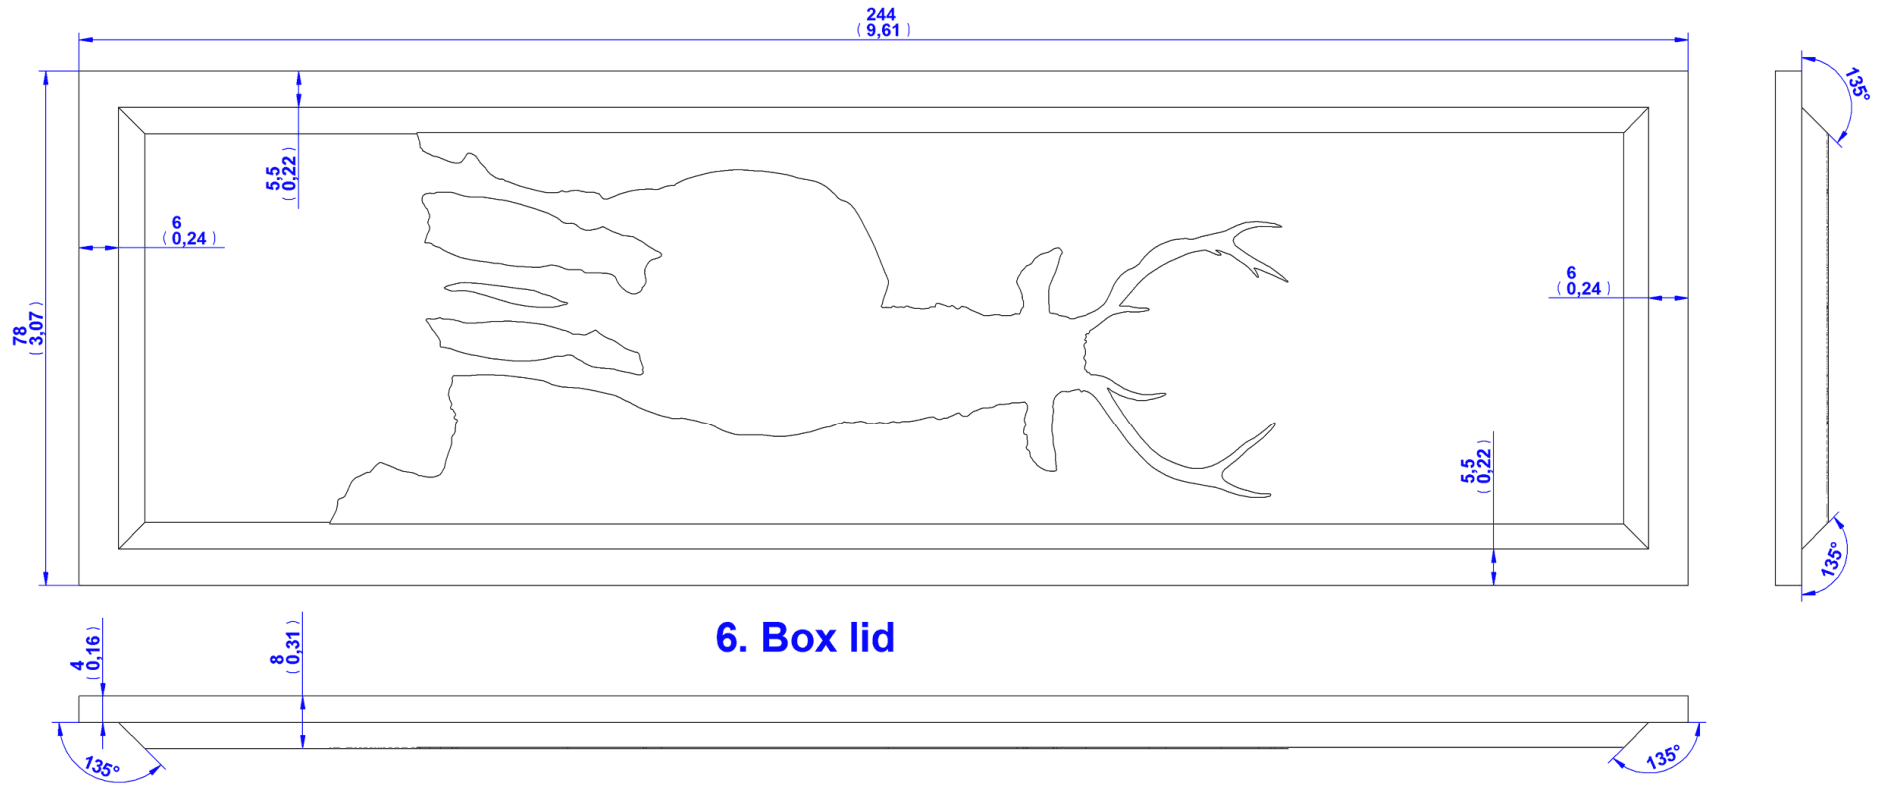 244
( 9,61 )
135°
5,5
( 0,22 )
6
( 0,24 )
6
( 0,24 )
78
( 3,07 )
5,5
( 0,22 )
135°
6. Box lid
4
( 0,16 )
8
( 0,31 )
135°
135°